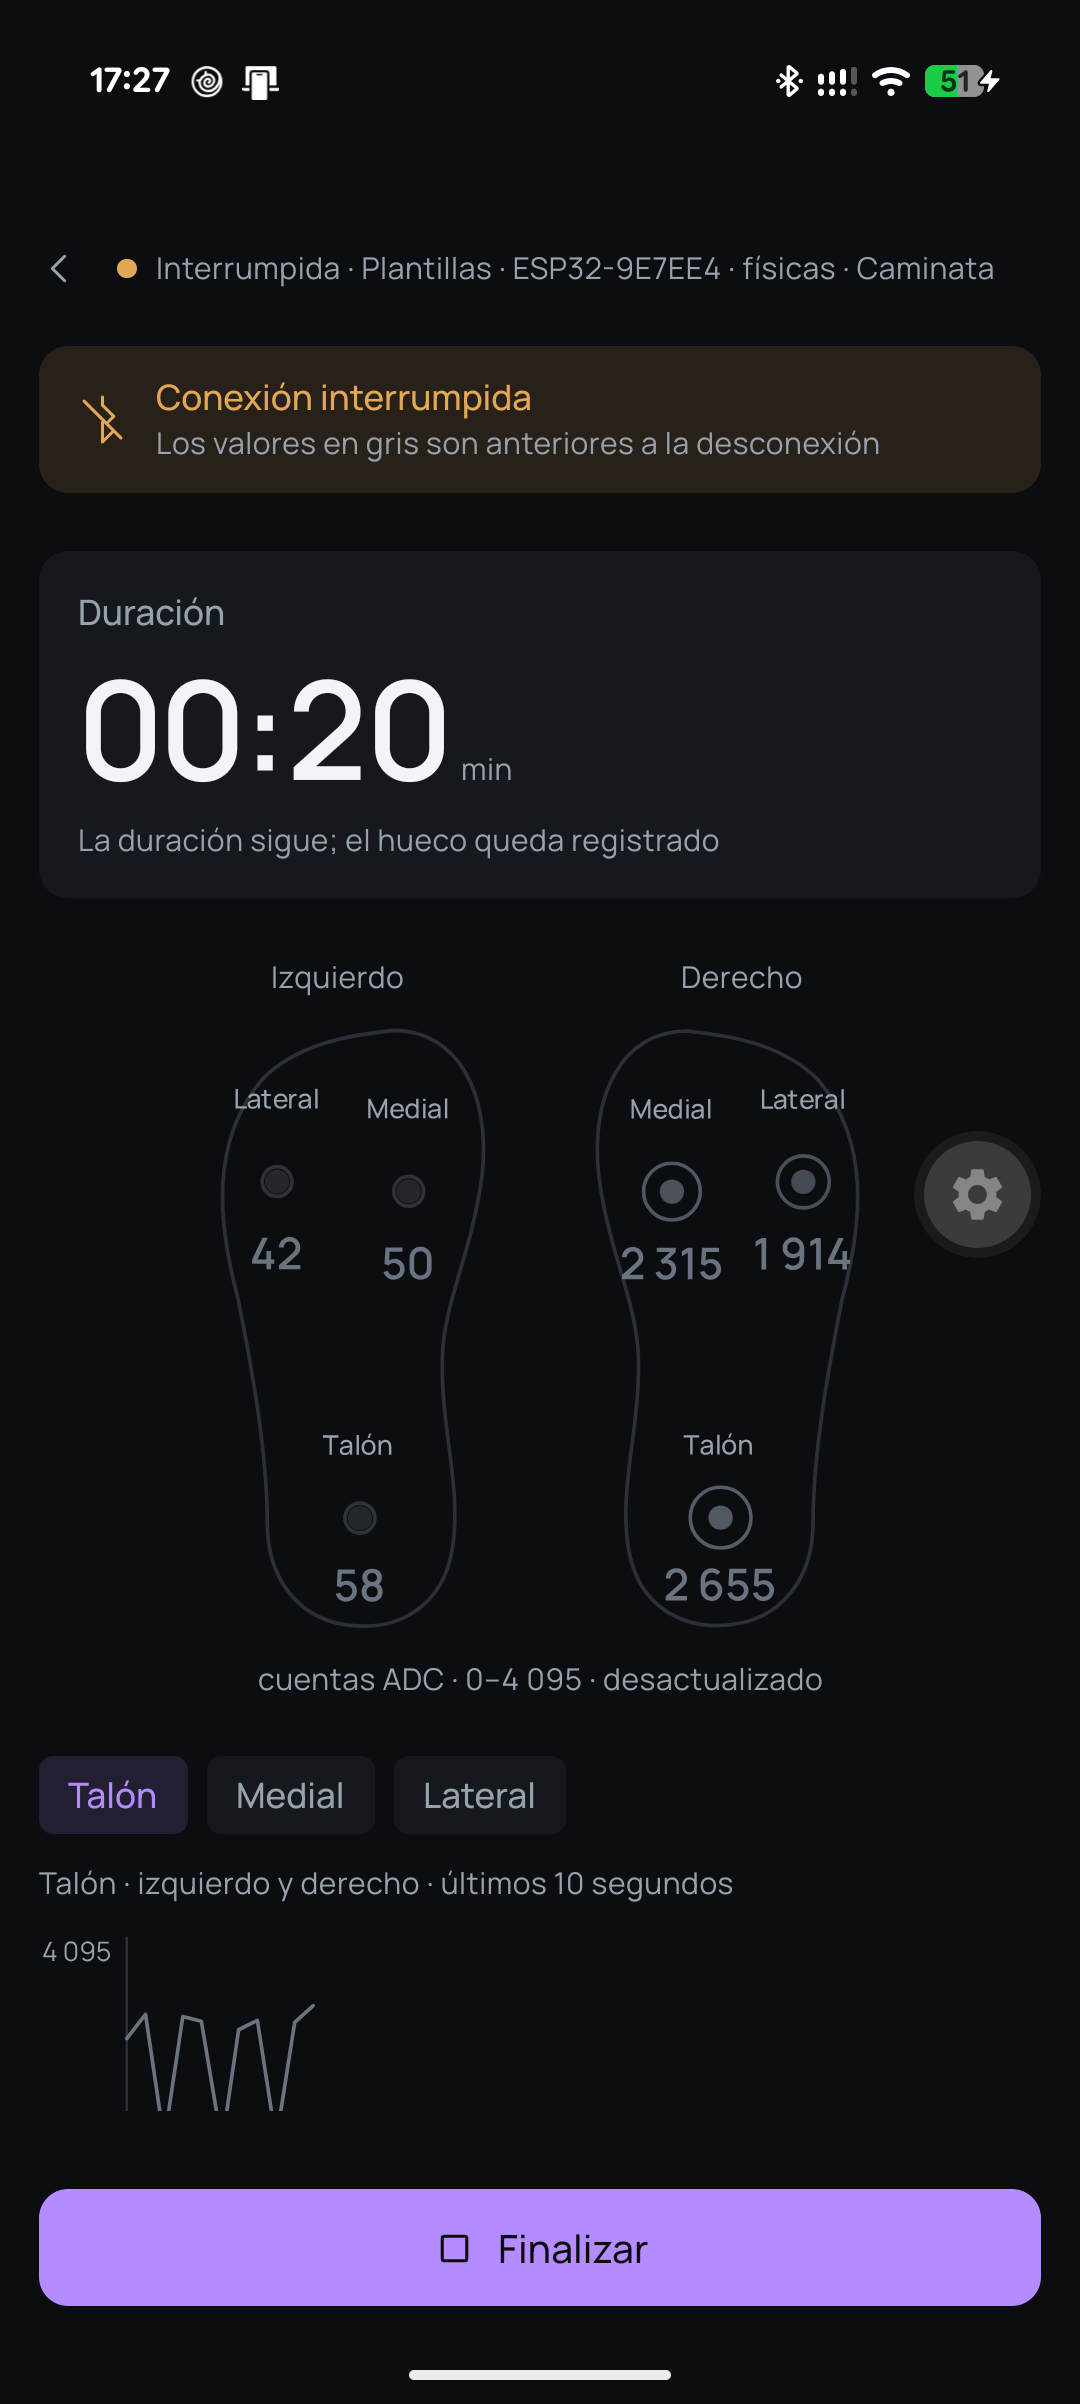 17:27
51
Interrumpida · Plantillas · ESP32-9E7EE4 · físicas · Caminata
Conexión interrumpida
Los valores en gris son anteriores a la desconexión
Duración
00:20 min
La duración sigue; el hueco queda registrado
Izquierdo Derecho
Lateral Medial Medial Lateral
42 50 2 315 1 914
Talón Talón
58 2 655
cuentas ADC · 0–4 095 · desactualizado
Talón Medial Lateral
Talón · izquierdo y derecho · últimos 10 segundos
4 095
Finalizar